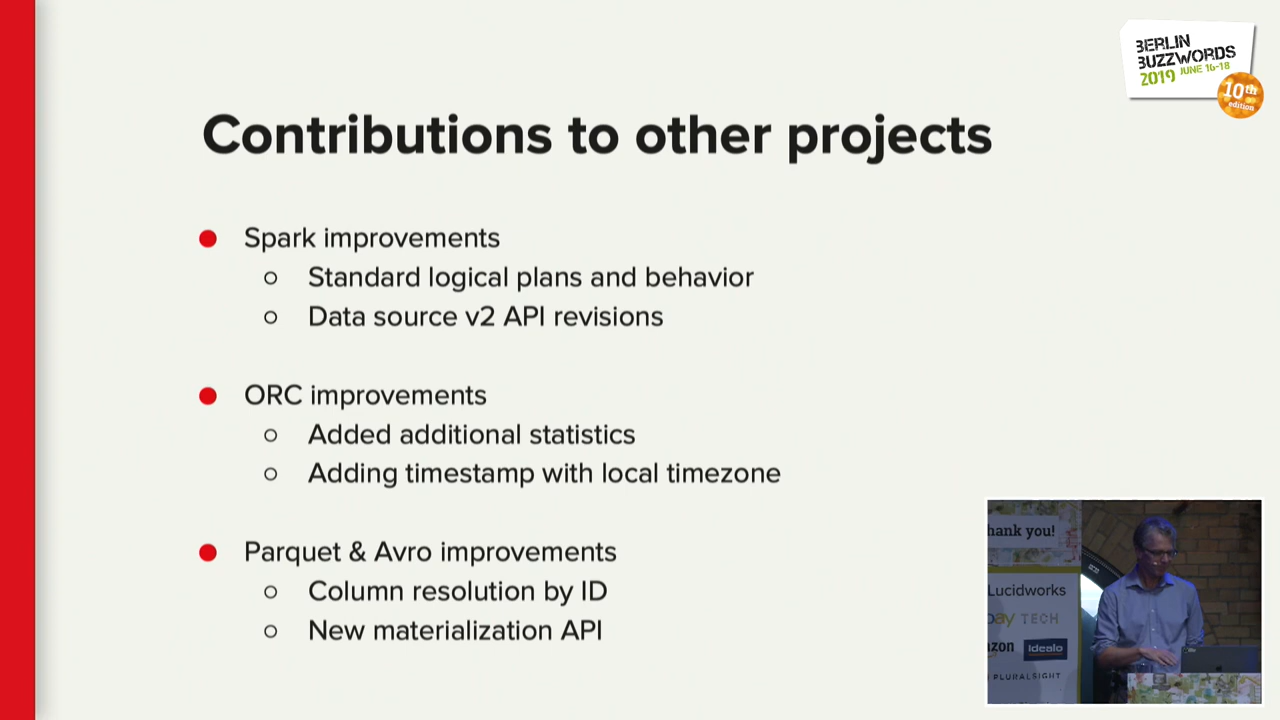 BERLIN
BUZZWORDS
2019 JUNE 16-18
10th
edition
Contributions to other projects
Spark improvements
Standard logical plans and behavior
Data source v2 API revisions
ORC improvements
Added additional statistics
Adding timestamp with local timezone
Parquet & Avro improvements
Column resolution by ID
New materialization API
hank you!
Lucidworks
bay TECH
zon idealo
PLURALSIGHT